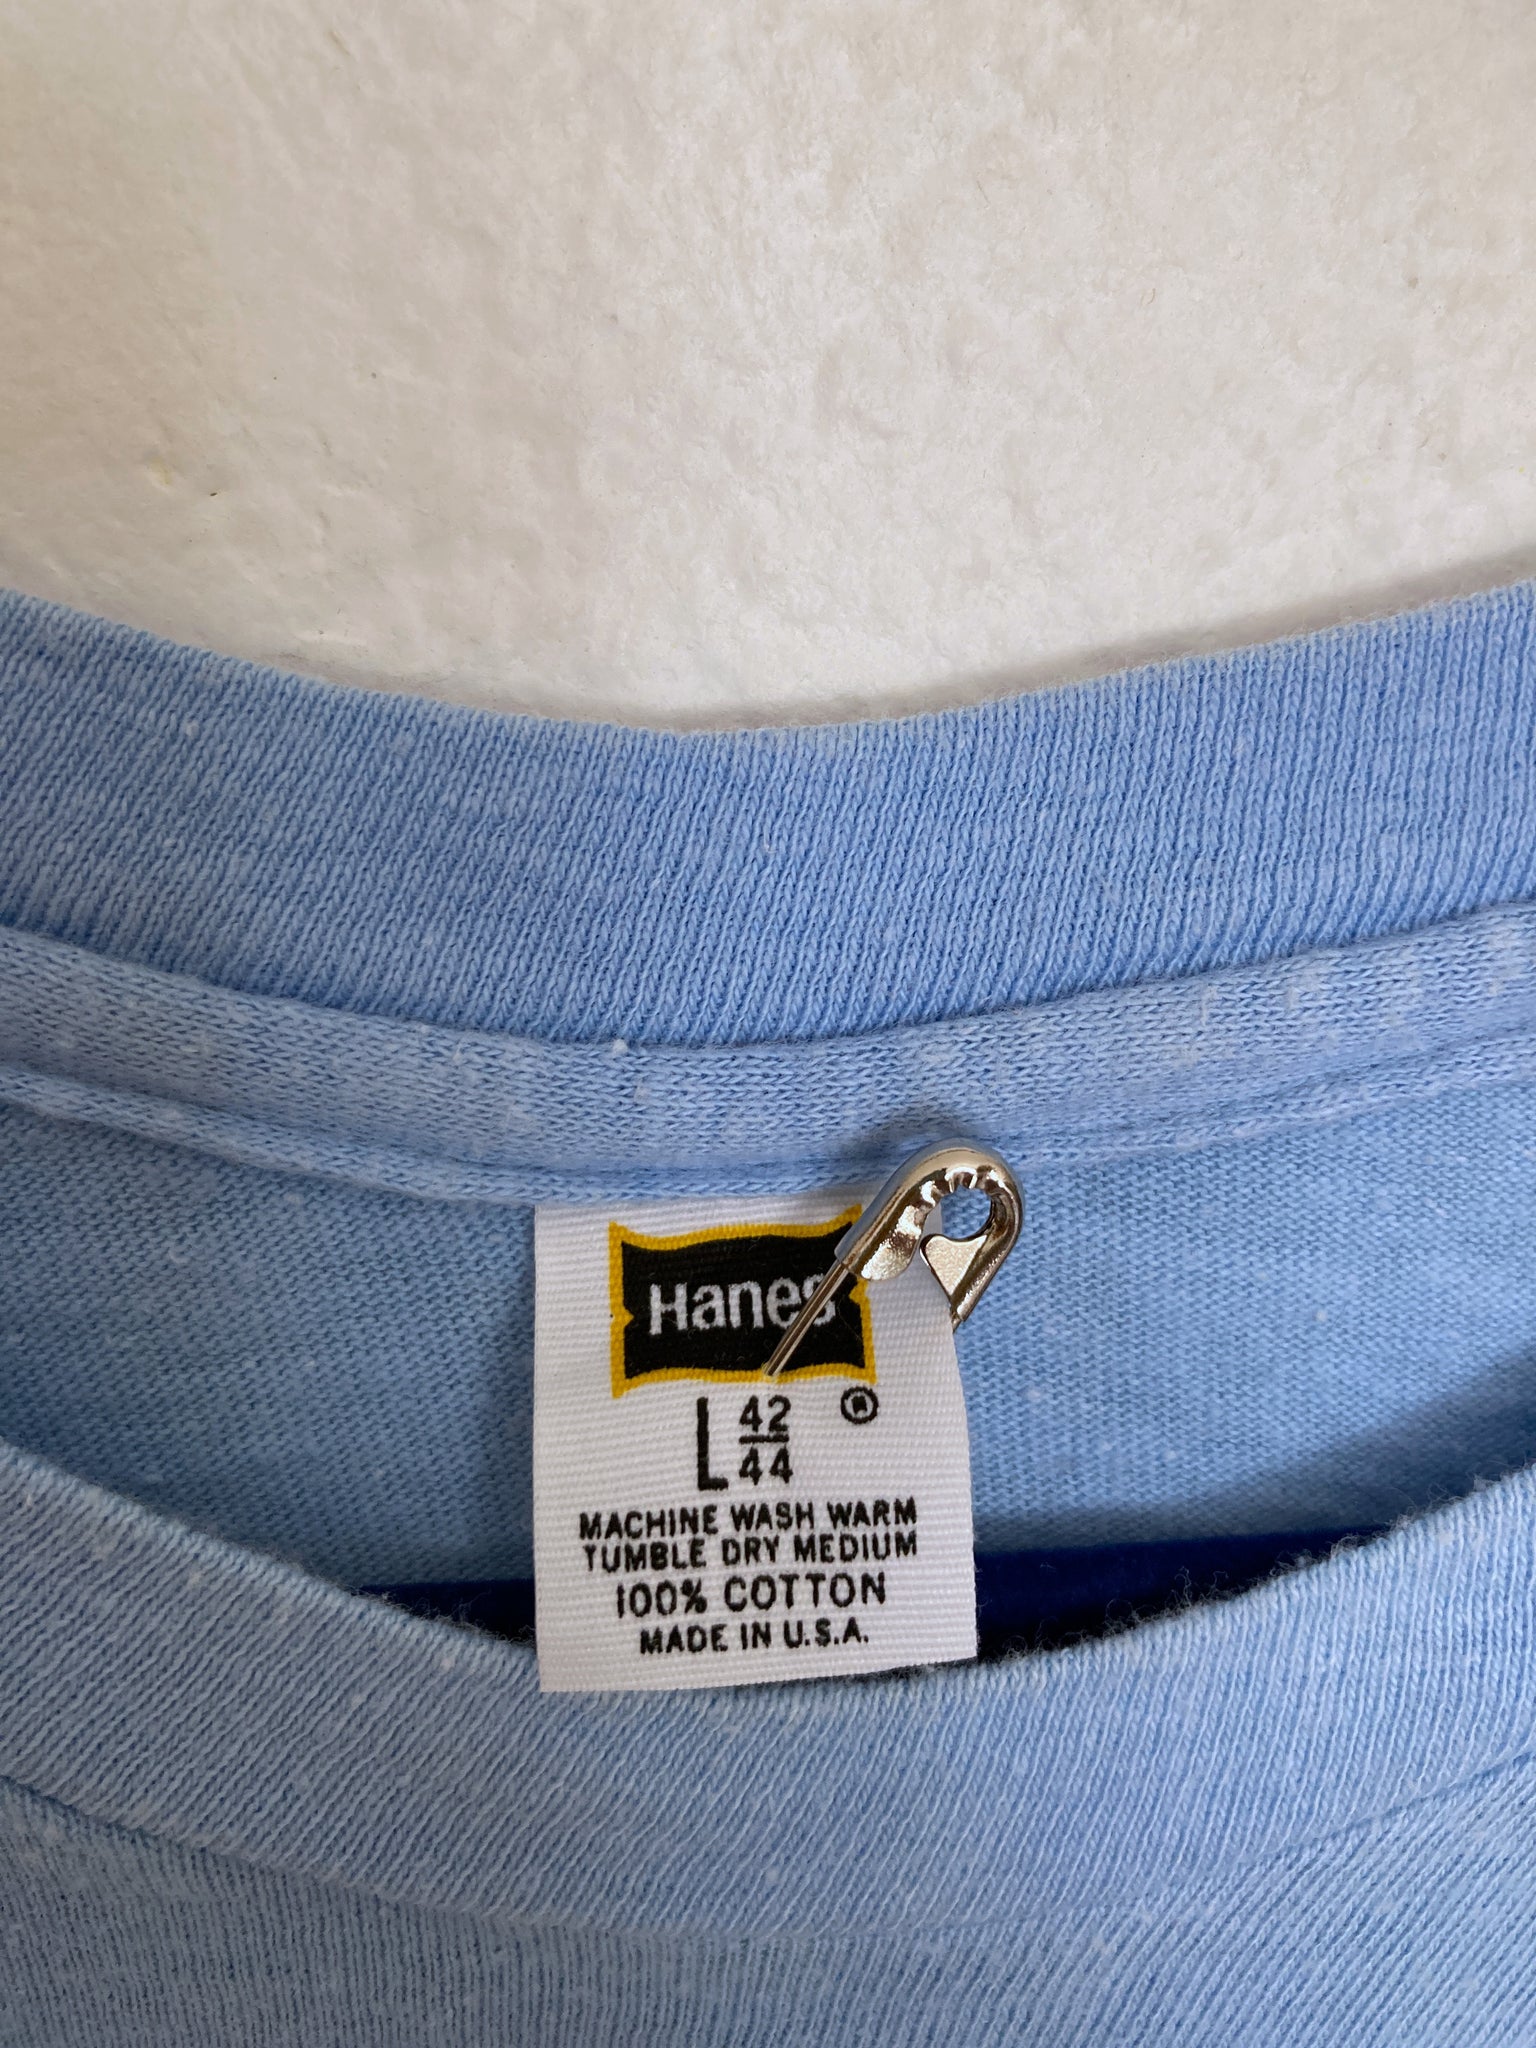 Hanes
®
L 42
44
MACHINE WASH WARM
TUMBLE DRY MEDIUM
100% COTTON
MADE IN U.S.A.